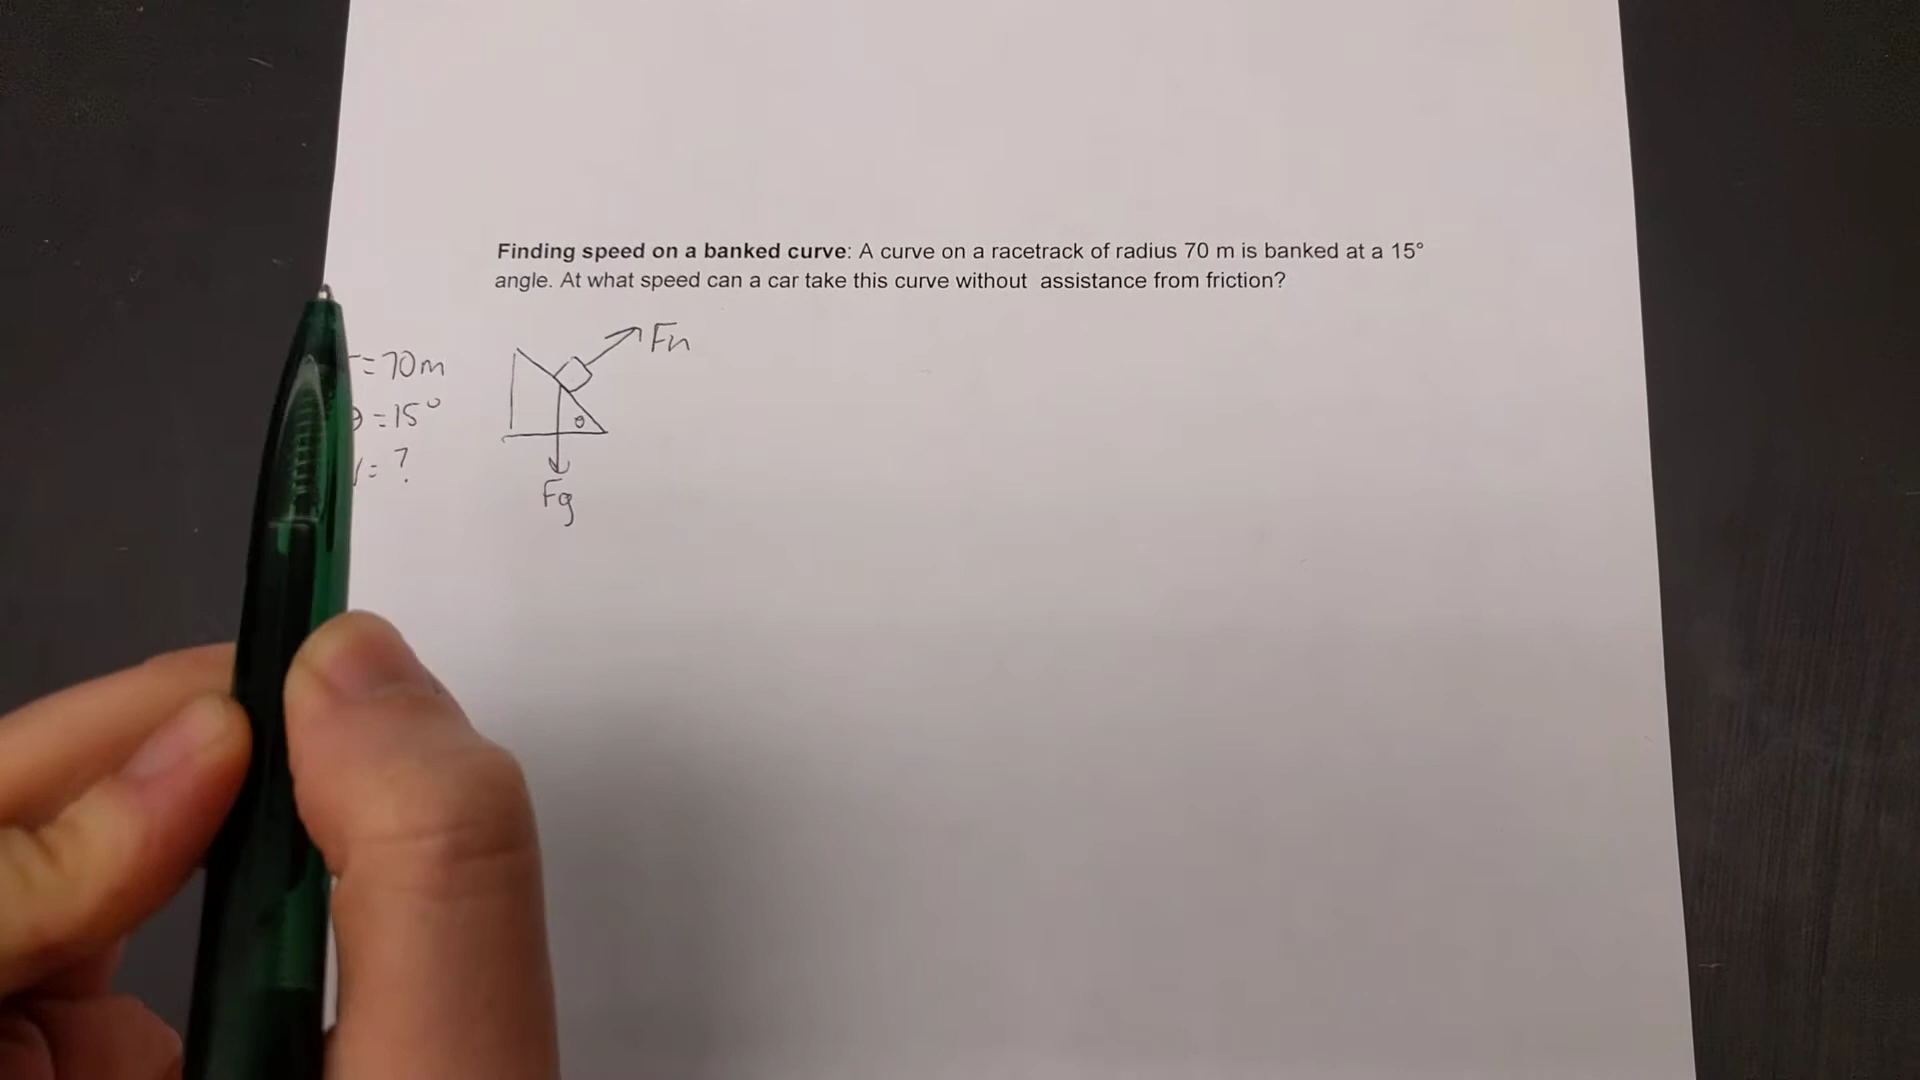 Finding speed on a banked curve: A curve on a racetrack of radius 70 m is banked at a 15°
angle. At what speed can a car take this curve without assistance from friction?
Fn
= 70m
θ = 15°
= ?
θ
Fg